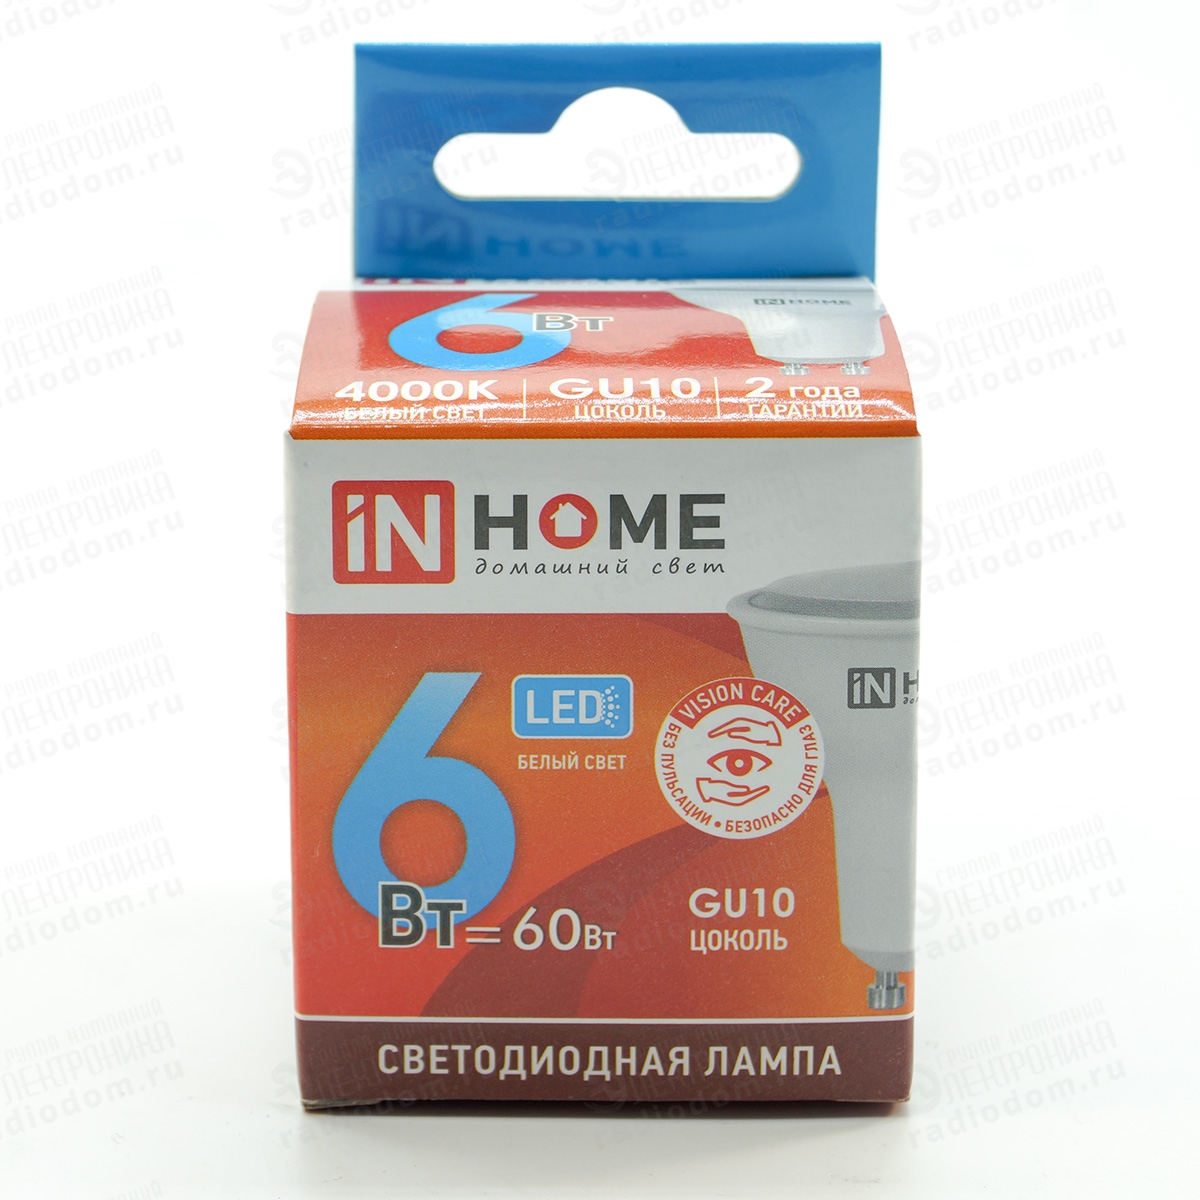 iN HOME
6 Вт
iN HOME
4000K
БЕЛЫЙ СВЕТ
GU10
ЦОКОЛЬ
2 года
ГАРАНТИИ
iN HOME
домашний свет
LED
БЕЛЫЙ СВЕТ
VISION CARE
БЕЗ ПУЛЬСАЦИИ • БЕЗОПАСНО ДЛЯ ГЛАЗ
iN H
6 Вт = 60Вт
GU10
ЦОКОЛЬ
СВЕТОДИОДНАЯ ЛАМПА
ГРУППА КОМПАНИЙ
ЭЛЕКТРОНИКА
radiodom.ru